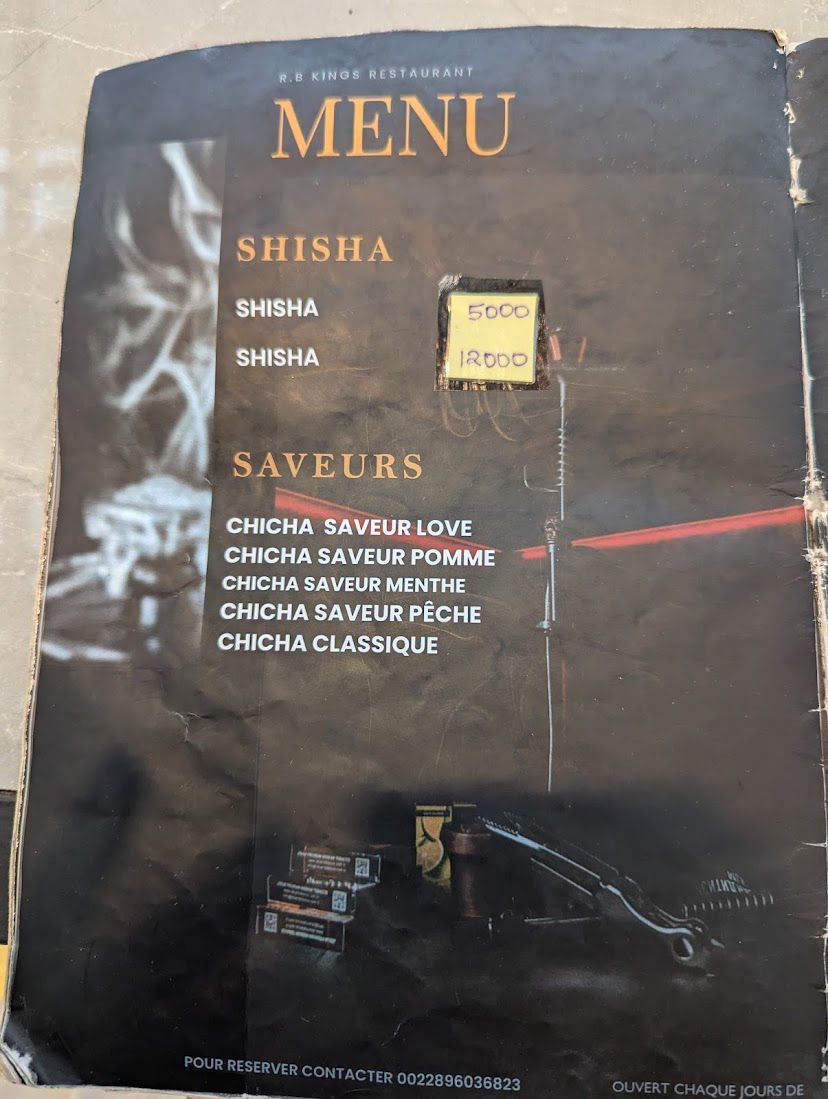 R.B KINGS RESTAURANT
MENU
SHISHA
SHISHA 5000
SHISHA 12000
SAVEURS
CHICHA SAVEUR LOVE
CHICHA SAVEUR POMME
CHICHA SAVEUR MENTHE
CHICHA SAVEUR PÊCHE
CHICHA CLASSIQUE
POUR RESERVER CONTACTER 0022896036823
OUVERT CHAQUE JOURS DE